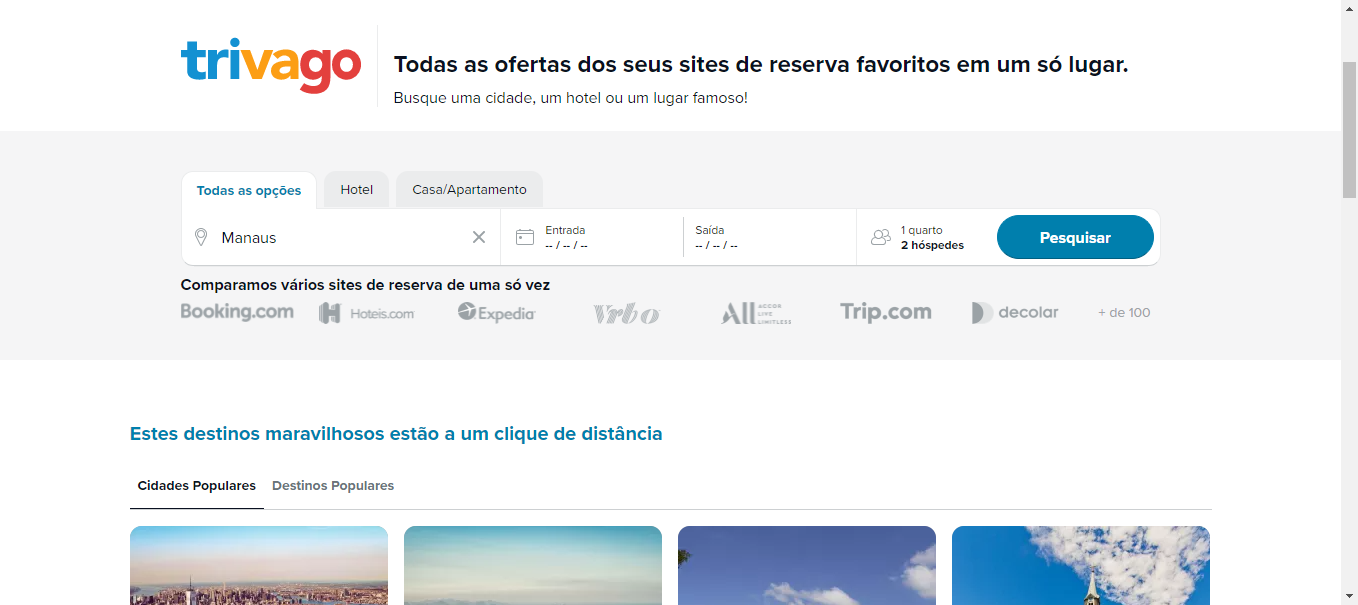 trivago
Todas as ofertas dos seus sites de reserva favoritos em um só lugar.
Busque uma cidade, um hotel ou um lugar famoso!
Todas as opções
Hotel
Casa/Apartamento
Manaus
Entrada
-- / -- / --
Saída
-- / -- / --
1 quarto
2 hóspedes
Pesquisar
Comparamos vários sites de reserva de uma só vez
Booking.com
Hoteis.com
Expedia
Vrbo
ALL ACCOR LIVE LIMITLESS
Trip.com
decolar
+ de 100
Estes destinos maravilhosos estão a um clique de distância
Cidades Populares
Destinos Populares